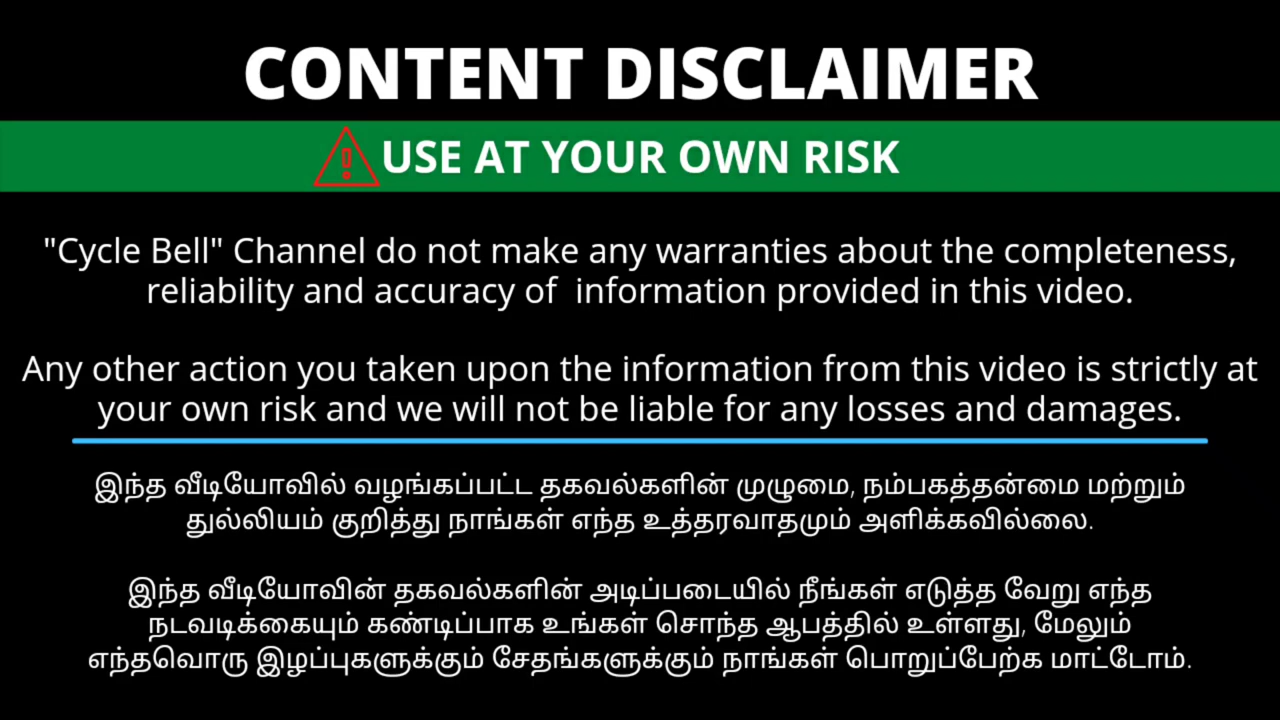 CONTENT DISCLAIMER
USE AT YOUR OWN RISK
"Cycle Bell" Channel do not make any warranties about the completeness,
reliability and accuracy of  information provided in this video.
Any other action you taken upon the information from this video is strictly at
your own risk and we will not be liable for any losses and damages.
இந்த வீடியோவில் வழங்கப்பட்ட தகவல்களின் முழுமை, நம்பகத்தன்மை மற்றும்
துல்லியம் குறித்து நாங்கள் எந்த உத்தரவாதமும் அளிக்கவில்லை.
இந்த வீடியோவின் தகவல்களின் அடிப்படையில் நீங்கள் எடுத்த வேறு எந்த
நடவடிக்கையும் கண்டிப்பாக உங்கள் சொந்த ஆபத்தில் உள்ளது, மேலும்
எந்தவொரு இழப்புகளுக்கும் சேதங்களுக்கும் நாங்கள் பொறுப்பேற்க மாட்டோம்.